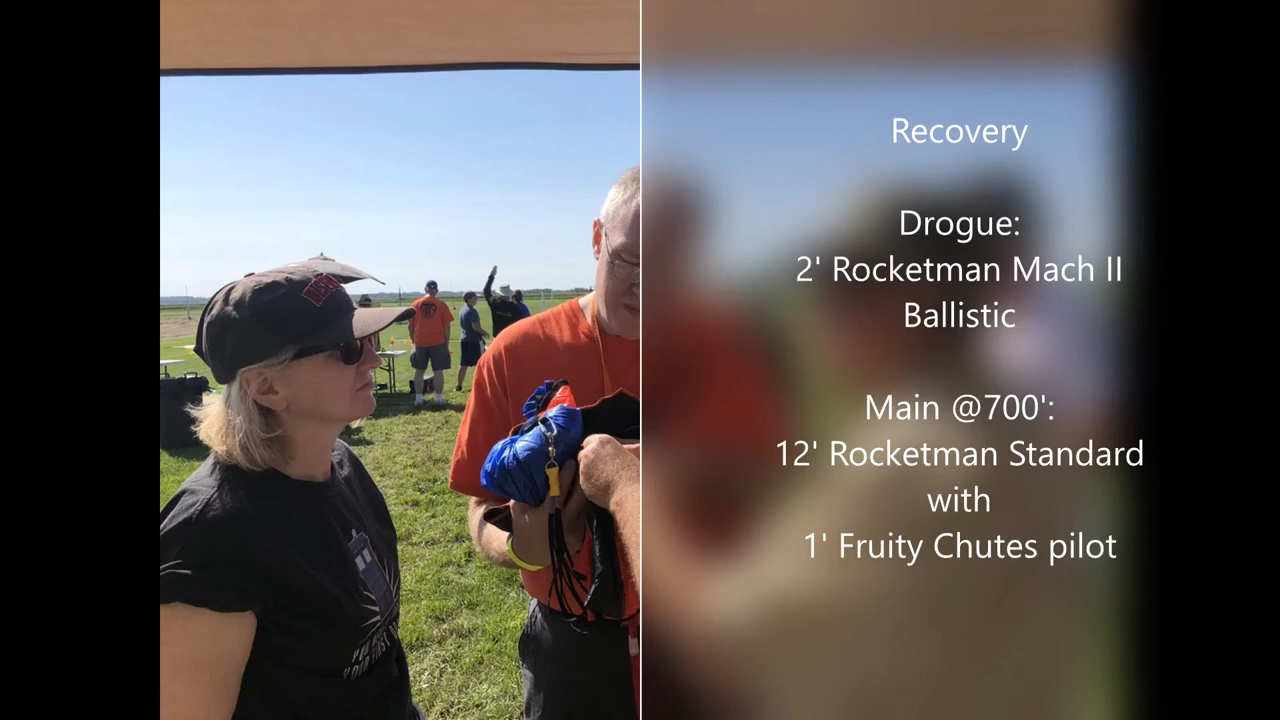 Recovery
Drogue:
2' Rocketman Mach II
Ballistic
Main @700':
12' Rocketman Standard
with
1' Fruity Chutes pilot